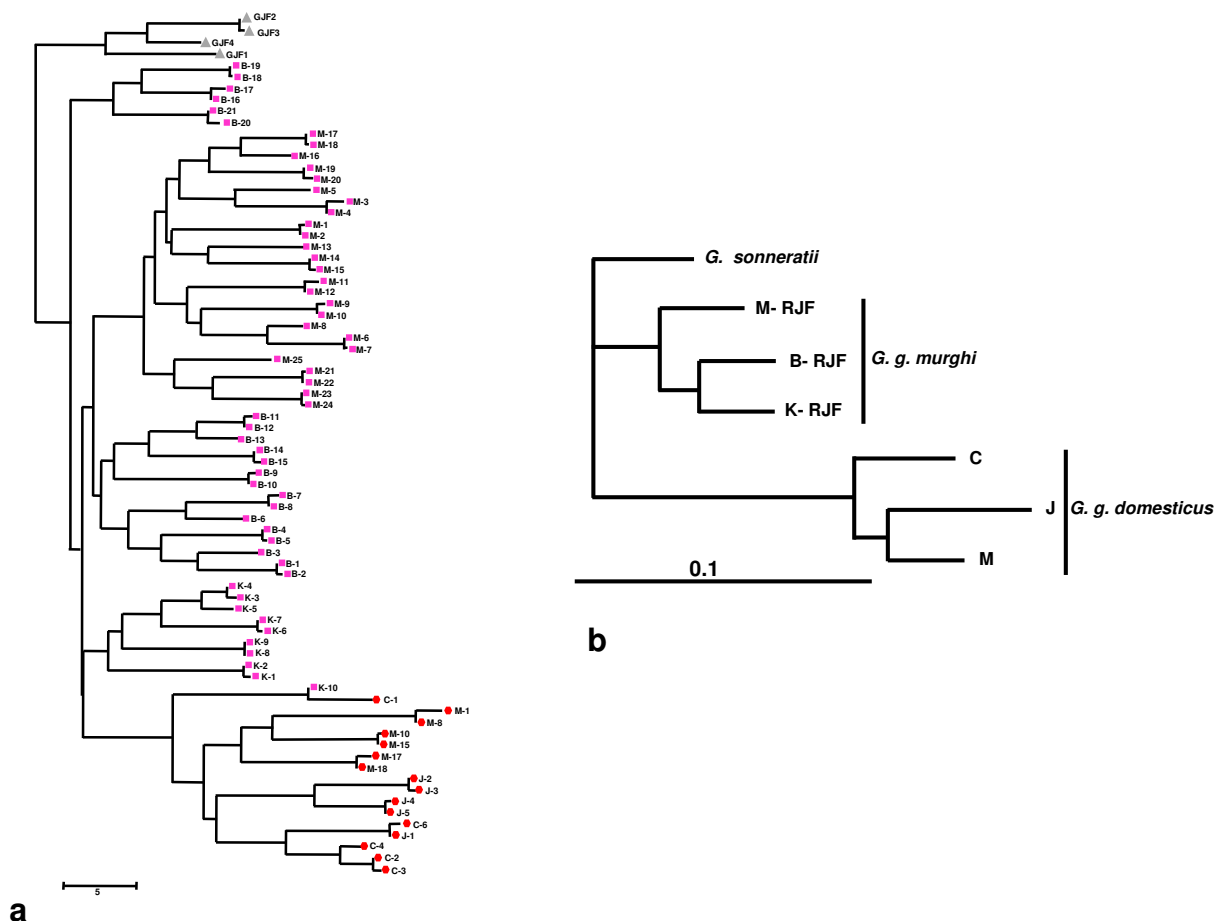 GJF2
GJF3
GJF4
GJF1
B-19
B-18
B-17
B-16
B-21
B-20
M-17
M-18
M-16
M-19
M-20
M-5
M-3
M-4
M-1
M-2
M-13
M-14
M-15
M-11
M-12
M-9
M-10
M-8
M-6
M-7
M-25
M-21
M-22
M-23
M-24
B-11
B-12
B-13
B-14
B-15
B-9
B-10
B-7
B-8
B-6
B-4
B-5
B-3
B-1
B-2
K-4
K-3
K-5
K-7
K-6
K-9
K-8
K-2
K-1
K-10
C-1
M-1
M-8
M-10
M-15
M-17
M-18
J-2
J-3
J-4
J-5
C-6
J-1
C-4
C-2
C-3
5
a
G. sonneratii
M- RJF
B- RJF
K- RJF
G. g. murghi
C
J
M
G. g. domesticus
0.1
b